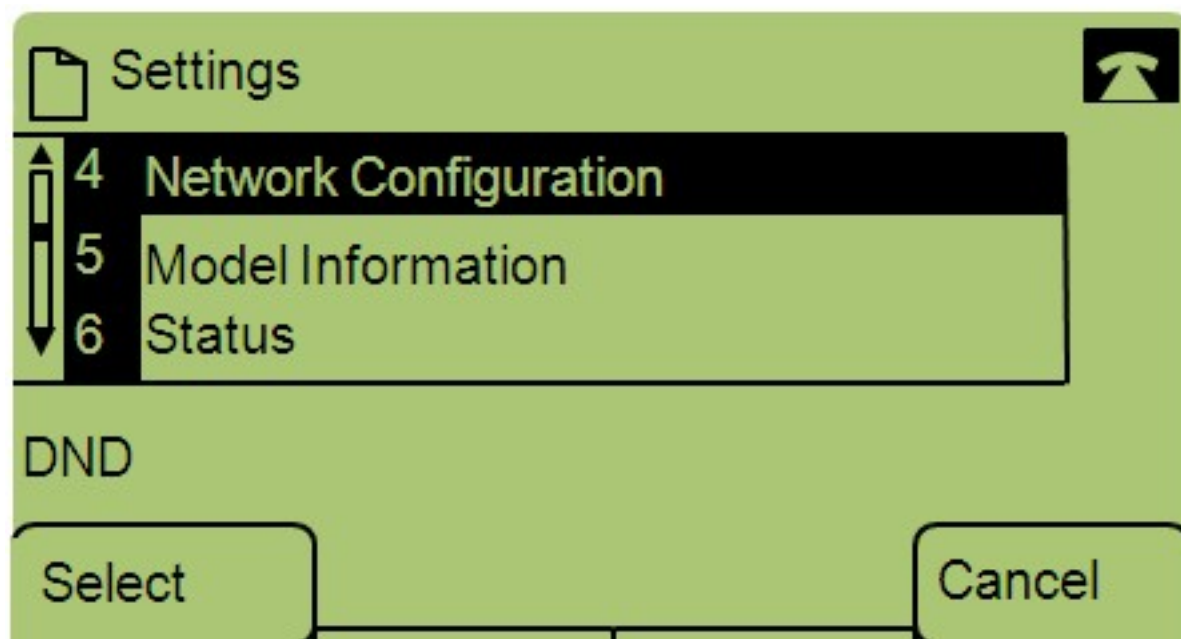 Settings
4 Network Configuration
5 Model Information
6 Status
DND
Select Cancel